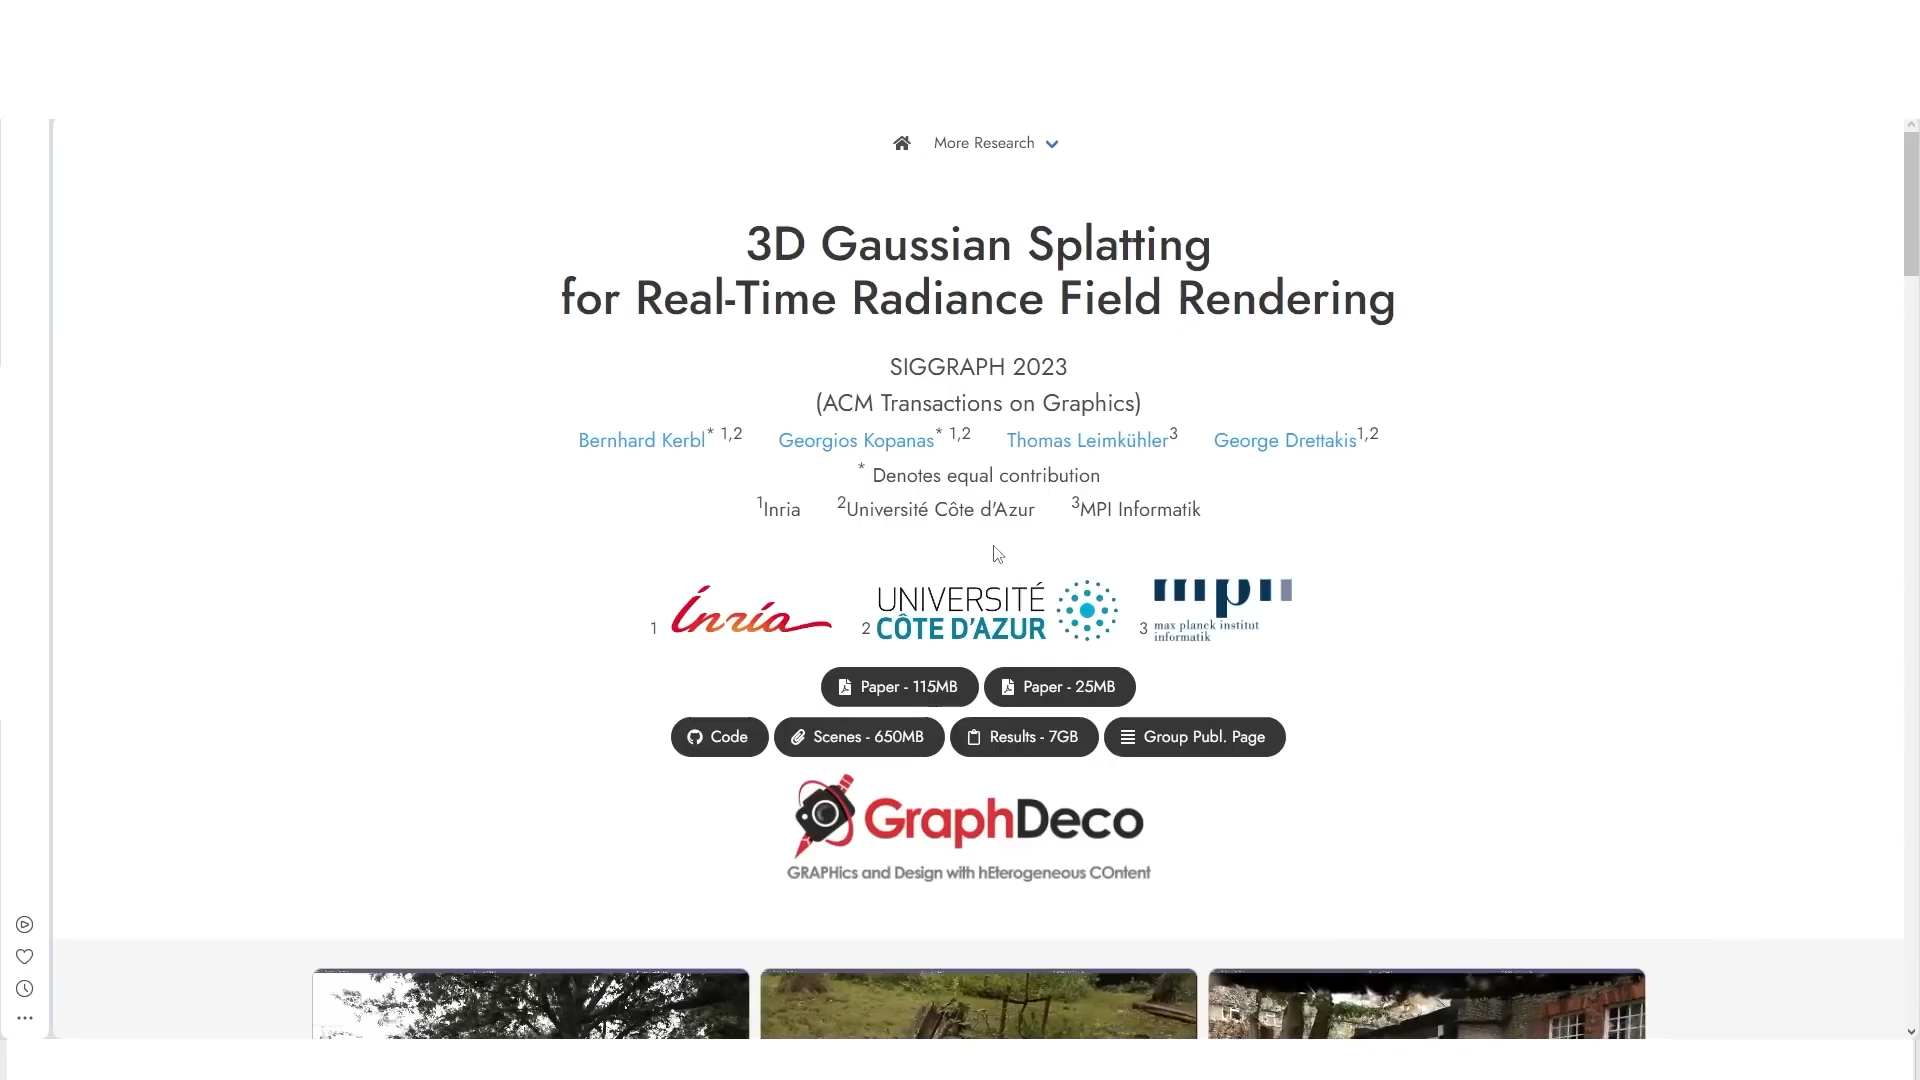 More Research
3D Gaussian Splatting
for Real-Time Radiance Field Rendering
SIGGRAPH 2023
(ACM Transactions on Graphics)
Bernhard Kerbl* 1,2 Georgios Kopanas* 1,2 Thomas Leimkühler3 George Drettakis1,2
* Denotes equal contribution
1Inria 2Université Côte d'Azur 3MPI Informatik
1 Inria 2 UNIVERSITÉ CÔTE D'AZUR 3 mpii max planck institut informatik
Paper - 115MB Paper - 25MB
Code Scenes - 650MB Results - 7GB Group Publ. Page
GraphDeco
GRAPHics and Design with hEterogeneous COntent